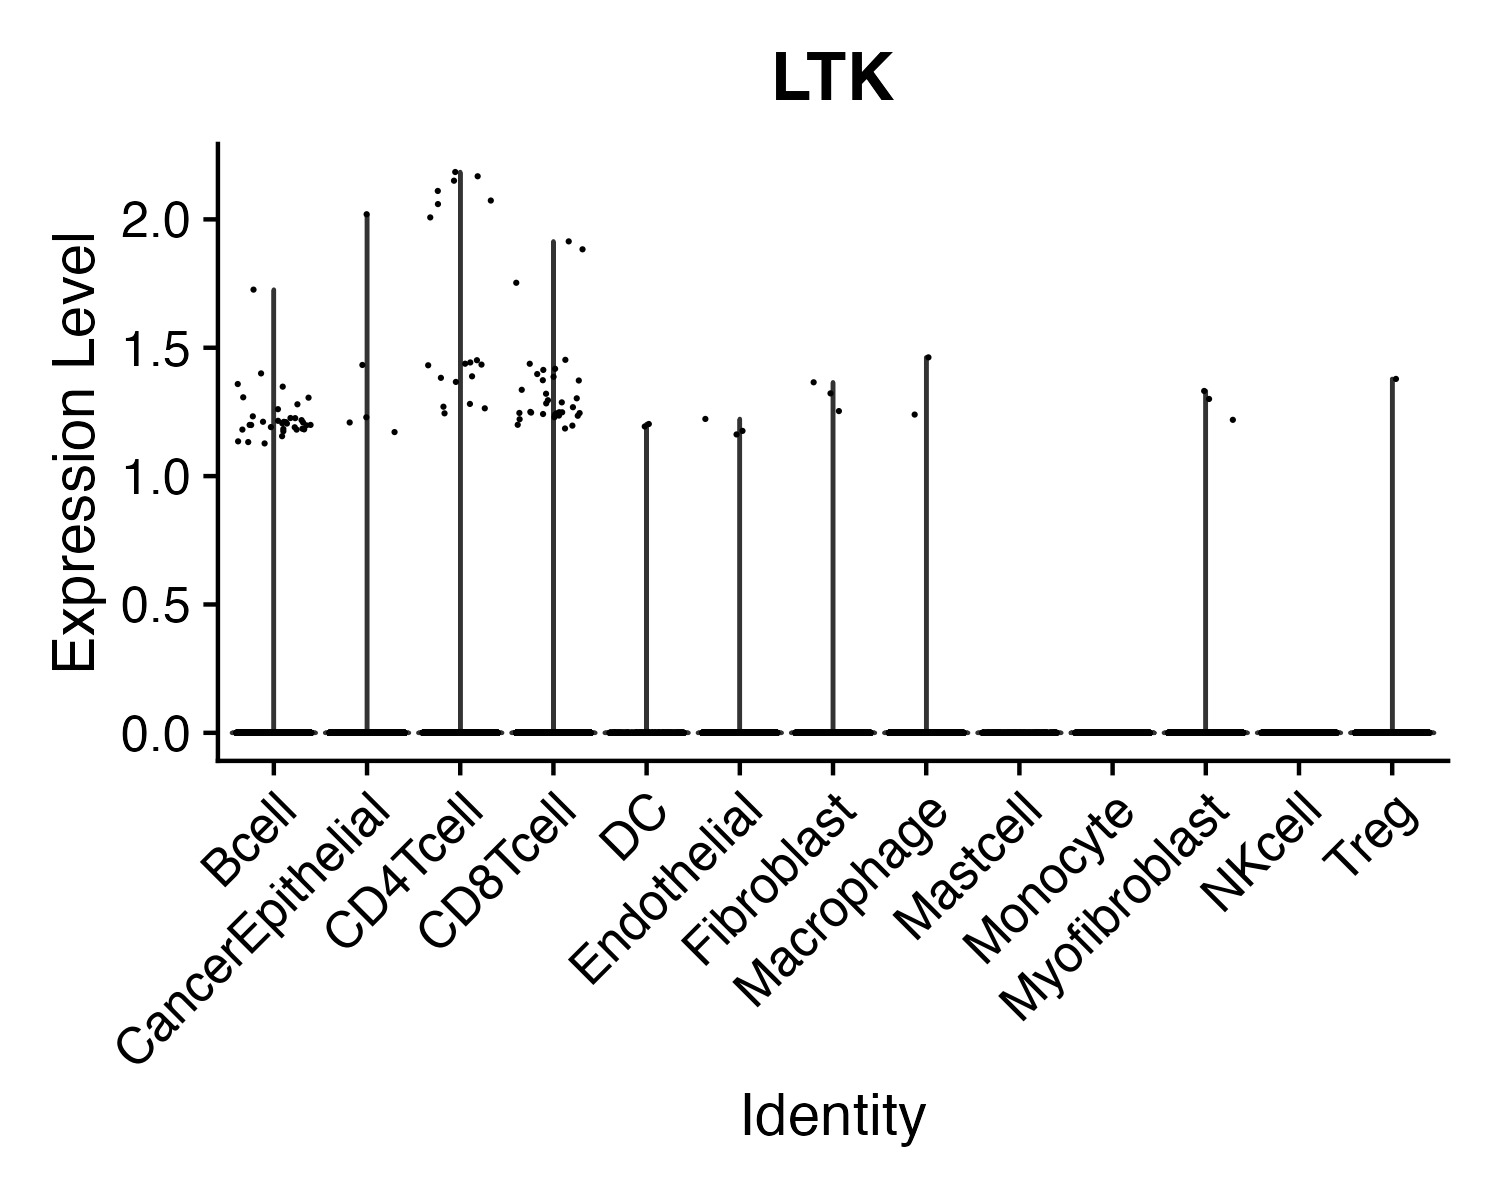 LTK
Expression Level
2.0
1.5
1.0
0.5
0.0
Bcell
CancerEpithelial
CD4Tcell
CD8Tcell
DC
Endothelial
Fibroblast
Macrophage
Mastcell
Monocyte
Myofibroblast
NKcell
Treg
Identity